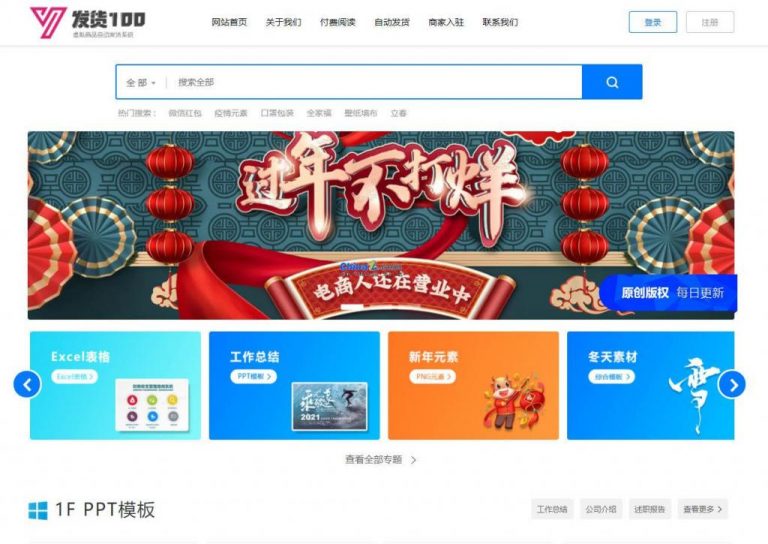 发货100
虚拟商品自动发货系统
网站首页 关于我们 付费阅读 自动发货 商家入驻 联系我们
登录 注册
全部 搜索全部
热门搜索： 微信红包 疫情元素 口罩包装 全家福 壁纸墙布 立春
过年不打烊
电商人还在营业中
原创版权 每日更新
Excel表格
Excel表格
工作总结
PPT模板
2021
新年元素
PNG元素
冬天素材
综合模板
雪
查看全部专题
1F PPT模板
工作总结 公司介绍 述职报告 查看更多